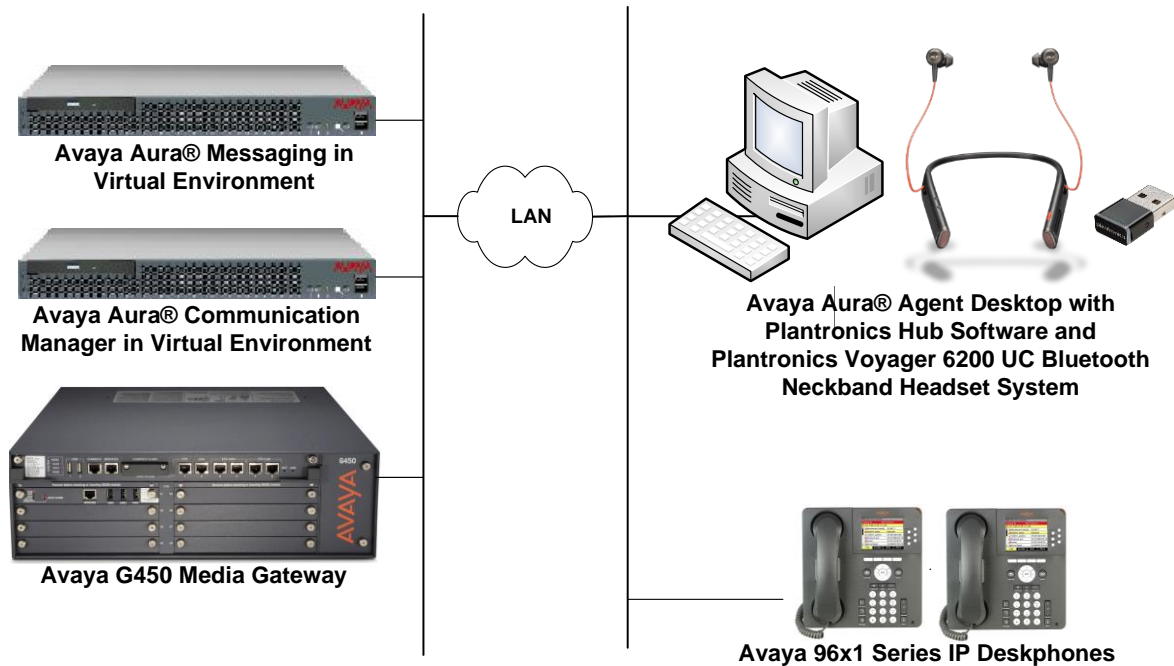 Avaya Aura® Messaging in
Virtual Environment
Avaya Aura® Communication
Manager in Virtual Environment
G450
AVAYA
Avaya G450 Media Gateway
LAN
Avaya Aura® Agent Desktop with
Plantronics Hub Software and
Plantronics Voyager 6200 UC Bluetooth
Neckband Headset System
Avaya 96x1 Series IP Deskphones